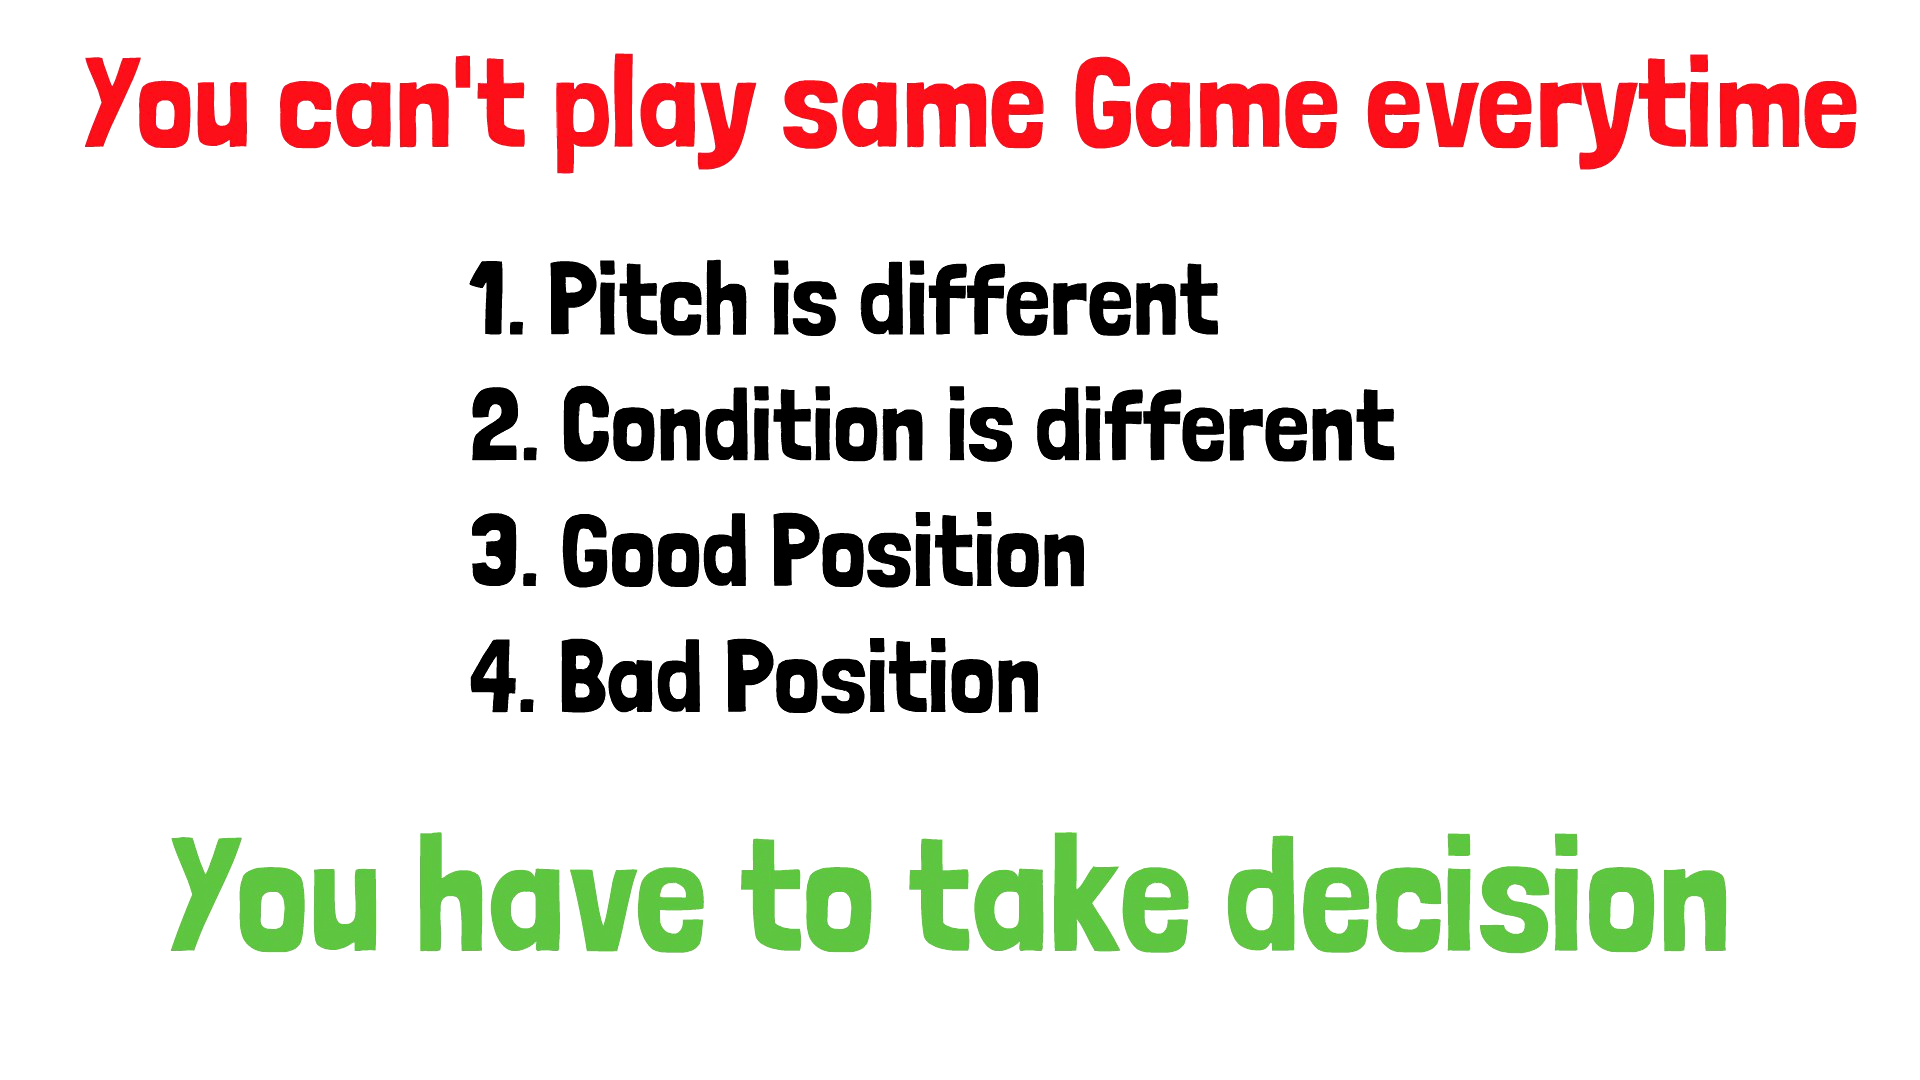 You can't play same Game everytime
1. Pitch is different
2. Condition is different
3. Good Position
4. Bad Position
You have to take decision